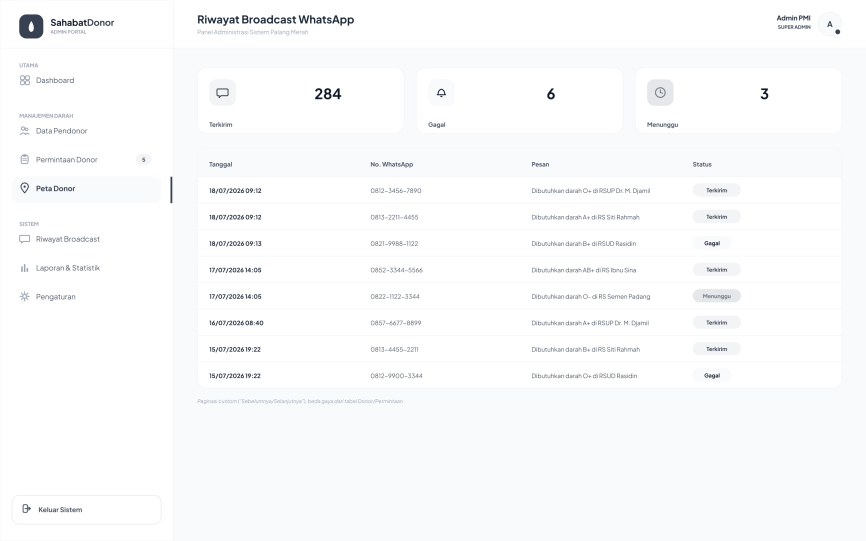 SahabatDonor
ADMIN PORTAL
UTAMA
Dashboard
MANAJEMEN DARAH
Data Pendonor
Permintaan Donor 5
Peta Donor
SISTEM
Riwayat Broadcast
Laporan & Statistik
Pengaturan
Keluar Sistem
Riwayat Broadcast WhatsApp
Panel Administrasi Sistem Palang Merah
Admin PMI
SUPER ADMIN
A
284
Terkirim
6
Gagal
3
Menunggu
Tanggal No. WhatsApp Pesan Status
18/07/2026 09:12 0812-3456-7890 Dibutuhkan darah O+ di RSUP Dr. M. Djamil Terkirim
18/07/2026 09:12 0813-2211-4455 Dibutuhkan darah A+ di RS Siti Rahmah Terkirim
18/07/2026 09:13 0821-9988-1122 Dibutuhkan darah B+ di RSUD Rasidin Gagal
17/07/2026 14:05 0852-3344-5566 Dibutuhkan darah AB+ di RS Ibnu Sina Terkirim
17/07/2026 14:05 0822-1122-3344 Dibutuhkan darah O- di RS Semen Padang Menunggu
16/07/2026 08:40 0857-6677-8899 Dibutuhkan darah A+ di RSUP Dr. M. Djamil Terkirim
15/07/2026 19:22 0813-4455-2211 Dibutuhkan darah B+ di RS Siti Rahmah Terkirim
15/07/2026 19:22 0812-9900-3344 Dibutuhkan darah O+ di RSUD Rasidin Gagal
Paginasi custom ("Sebelumnya/Selanjutnya"), beda gaya dari tabel Donor/Permintaan